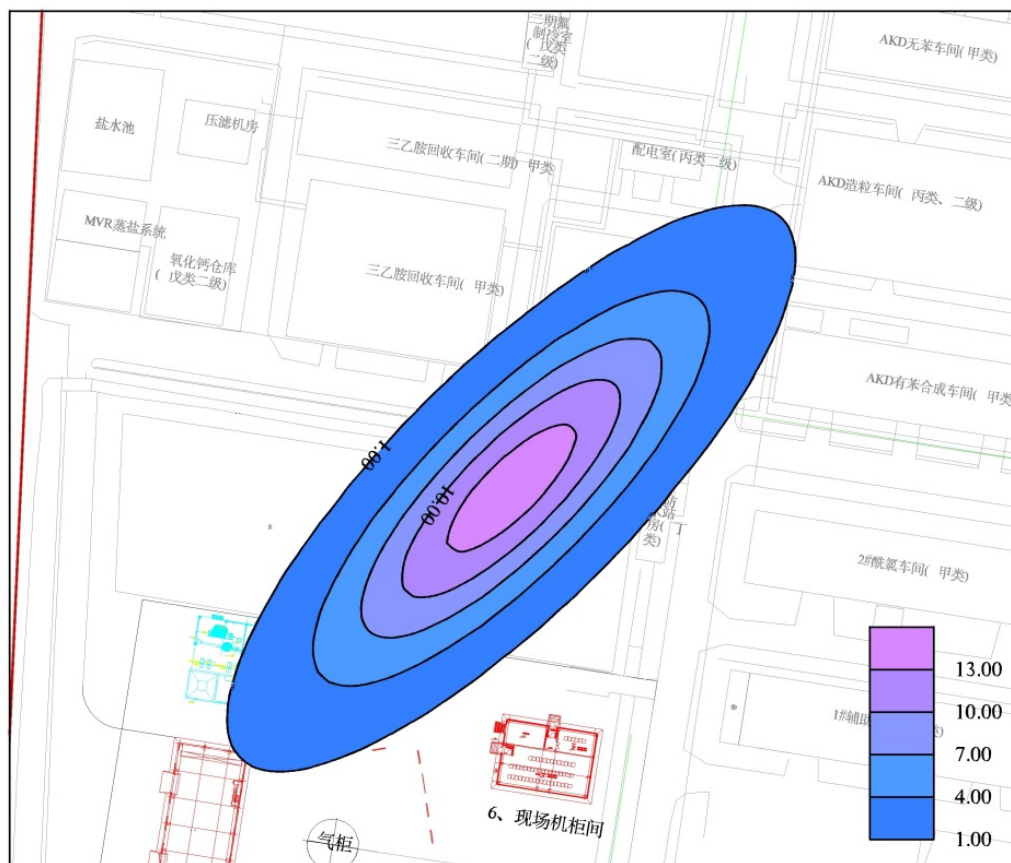 二期氟
制冷室
( 戊类
二级)
AKD无苯车间( 甲类)
盐水池
压滤机房
三乙胺回收车间( 二期) 甲类
配电室( 丙类二级)
AKD造粒车间( 丙类、二级)
MVR蒸盐系统
氧化钙仓库
( 戊类二级)
三乙胺回收车间( 甲类)
AKD有苯合成车间( 甲类
1.00
10.00
房( 丁
类)
2#酰氯车间( 甲类)
1#辅助
6、现场机柜间
气柜
13.00
10.00
7.00
4.00
1.00